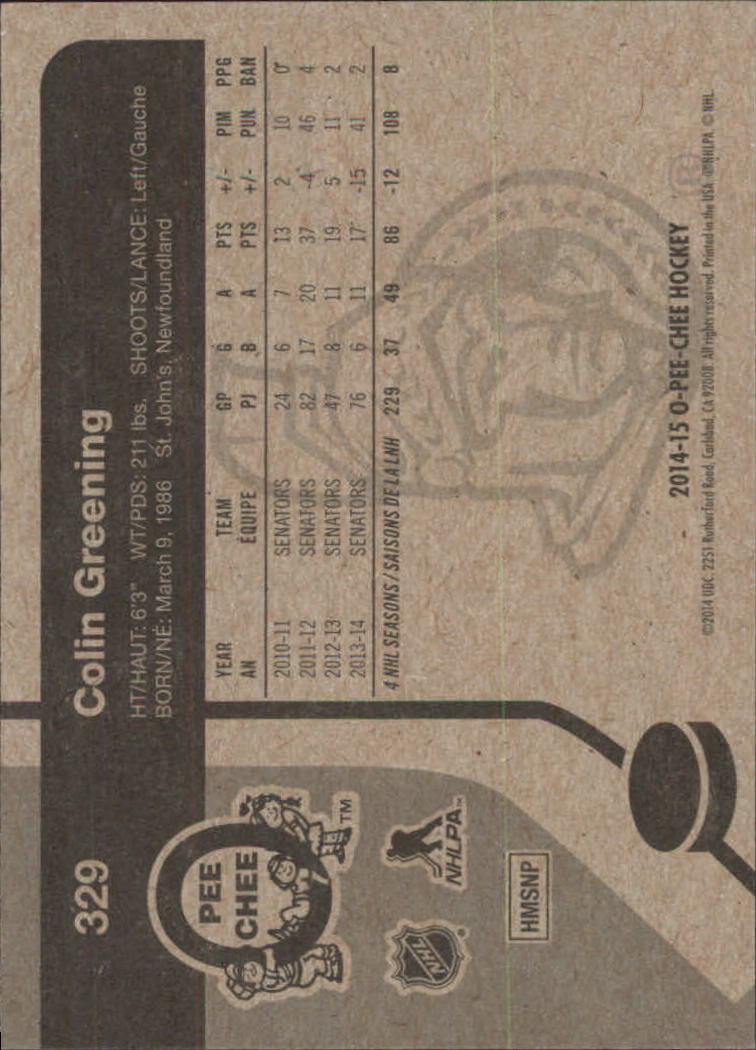 329 Colin Greening
HT/HAUT: 6'3" WT/PDS: 211 lbs. SHOOTS/LANCE: Left/Gauche
BORN/NÉ: March 9, 1986 St. John's, Newfoundland
YEAR TEAM GP G A PTS +/- PIM PPG
AN ÉQUIPE PJ B A PTS +/- PUN BAN
2010-11 SENATORS 24 6 7 13 2 10 0
2011-12 SENATORS 82 17 20 37 -4 46 4
2012-13 SENATORS 47 8 11 19 5 11 2
2013-14 SENATORS 76 6 11 17 -15 41 2
4 NHL SEASONS / SAISONS DE LA LNH 229 37 49 86 -12 108 8
O
PEE
CHEE
TM
NHL ®
NHLPA™
HMSNP
®
2014-15 O-PEE-CHEE HOCKEY
©2014 UDC. 2251 Rutherford Road, Carlsbad, CA 92008. All rights reserved. Printed in the USA. ©NHLPA. © NHL